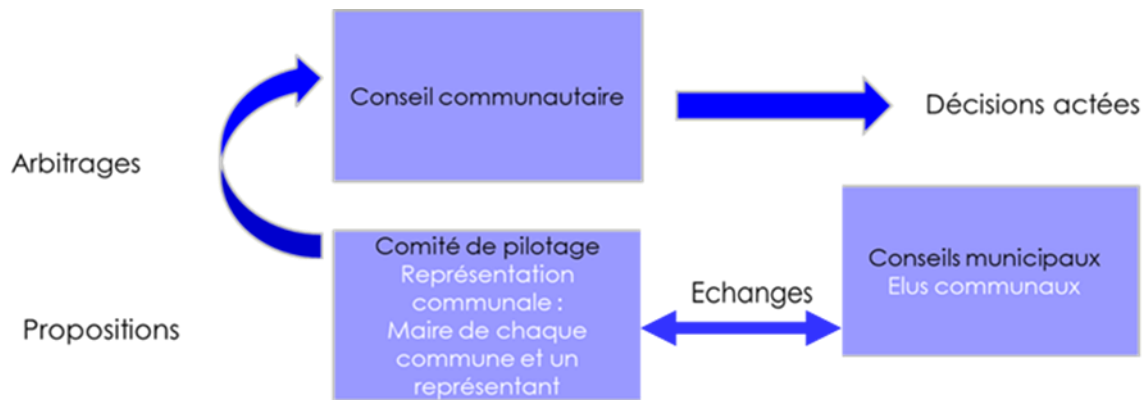 Conseil communautaire
Décisions actées
Arbitrages
Comité de pilotage
Représentation
communale :
Maire de chaque
commune et un
représentant
Propositions
Echanges
Conseils municipaux
Elus communaux